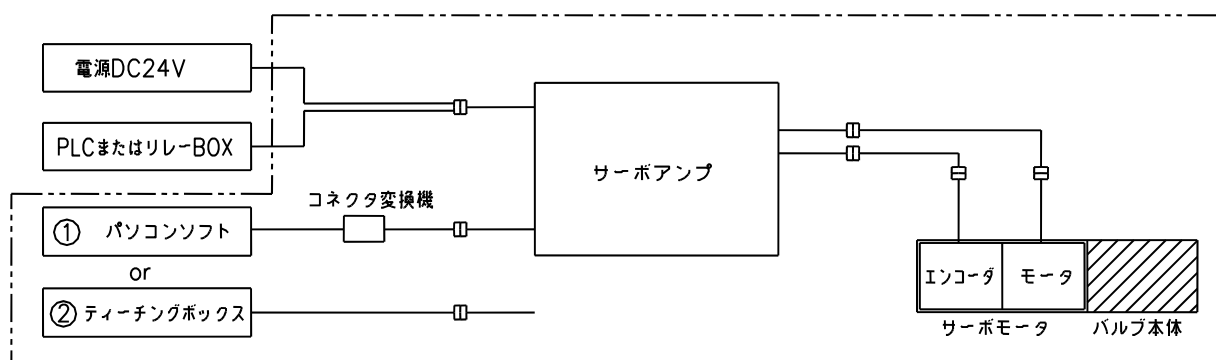 電源DC24V
PLCまたはリレーBOX
サーボアンプ
コネクタ変換機
① パソコンソフト
or
② ティーチングボックス
エンコーダ
モータ
サーボモータ
バルブ本体